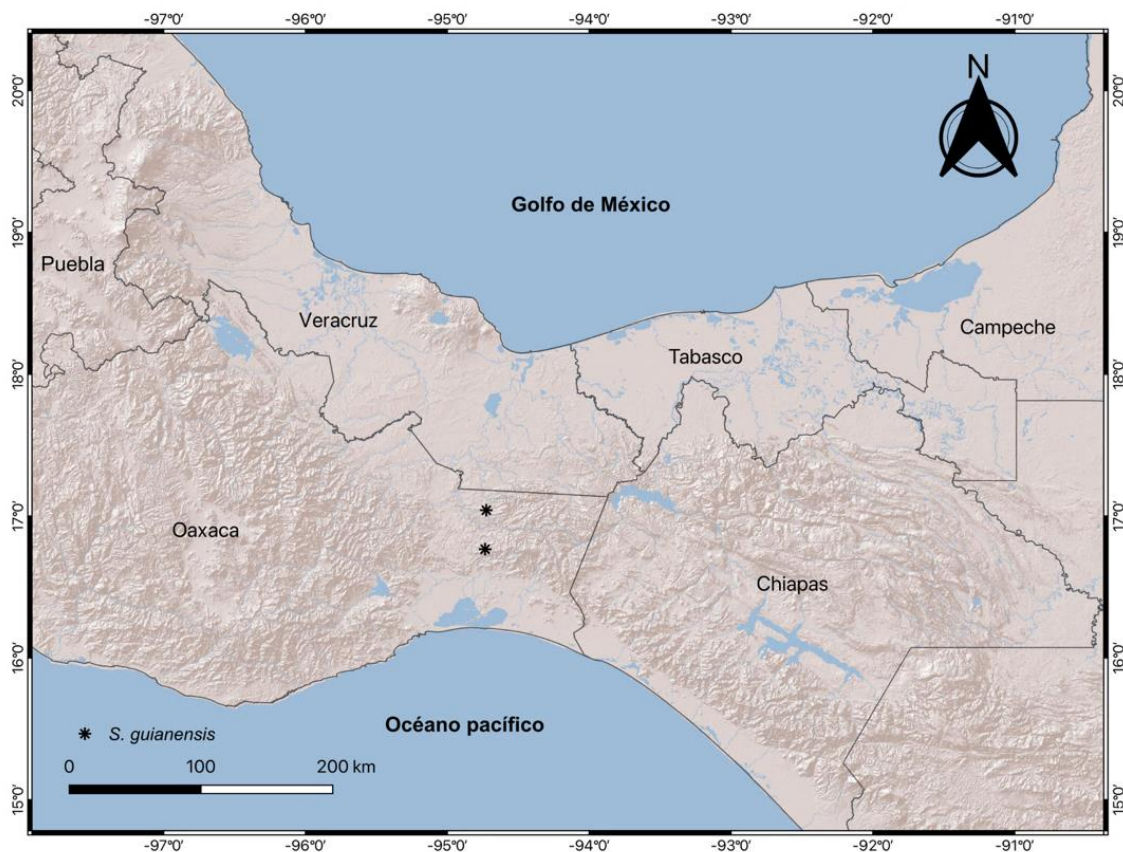 -97°0' -96°0' -95°0' -94°0' -93°0' -92°0' -91°0'
N
20°0' 20°0'
Golfo de México
19°0' 19°0'
Puebla
Veracruz
Campeche
Tabasco
18°0' 18°0'
17°0' 17°0'
Oaxaca
Chiapas
16°0' 16°0'
Océano pacífico
* S. guianensis
0 100 200 km
15°0' 15°0'
-97°0' -96°0' -95°0' -94°0' -93°0' -92°0' -91°0'